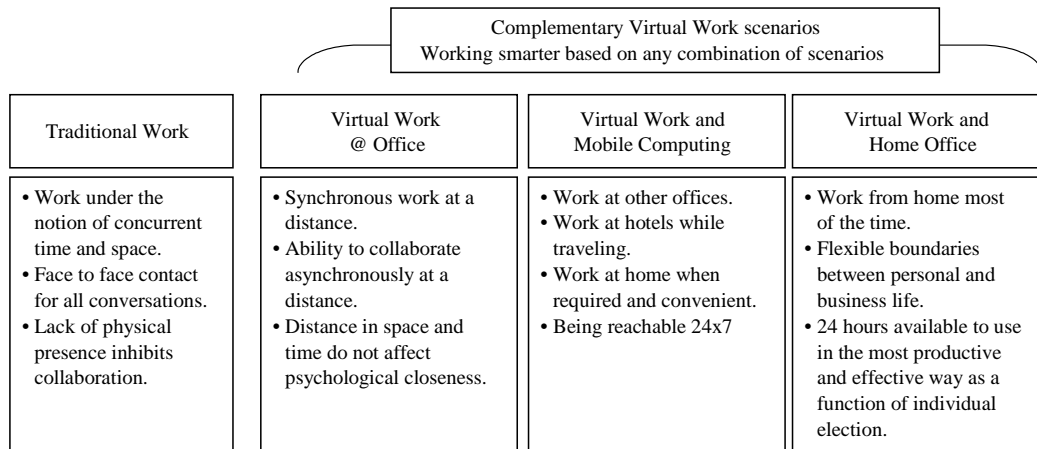 Complementary Virtual Work scenarios
Working smarter based on any combination of scenarios
Traditional Work
Virtual Work
@ Office
Virtual Work and
Mobile Computing
Virtual Work and
Home Office
• Work under the
notion of concurrent
time and space.
• Face to face contact
for all conversations.
• Lack of physical
presence inhibits
collaboration.
• Synchronous work at a
distance.
• Ability to collaborate
asynchronously at a
distance.
• Distance in space and
time do not affect
psychological closeness.
• Work at other offices.
• Work at hotels while
traveling.
• Work at home when
required and convenient.
• Being reachable 24x7
• Work from home most
of the time.
• Flexible boundaries
between personal and
business life.
• 24 hours available to use
in the most productive
and effective way as a
function of individual
election.